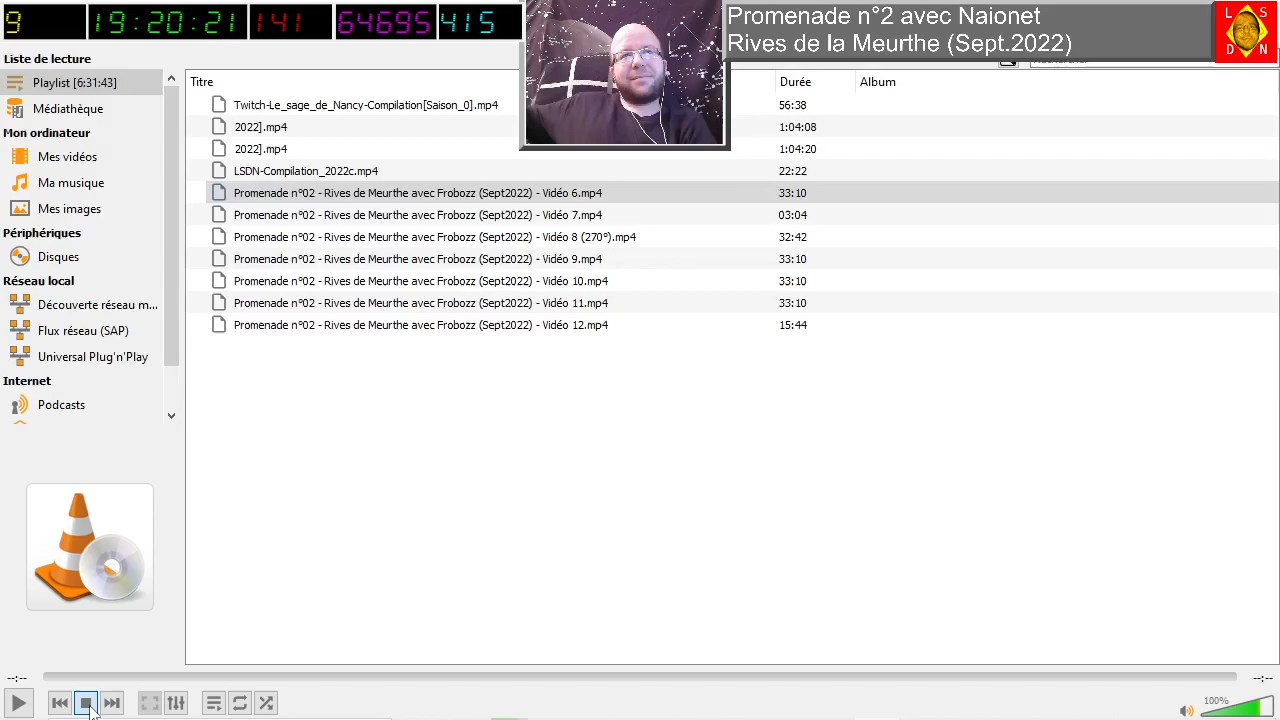 9 19:20:21 141 64695 415
Promenade n°2 avec Naionet
Rives de la Meurthe (Sept.2022)
L S
D N
Liste de lecture
Playlist [6:31:43]
Médiathèque
Mon ordinateur
Mes vidéos
Ma musique
Mes images
Périphériques
Disques
Réseau local
Découverte réseau m...
Flux réseau (SAP)
Universal Plug'n'Play
Internet
Podcasts
Titre Durée Album
Twitch-Le_sage_de_Nancy-Compilation[Saison_0].mp4 56:38
2022].mp4 1:04:08
2022].mp4 1:04:20
LSDN-Compilation_2022c.mp4 22:22
Promenade n°02 - Rives de Meurthe avec Frobozz (Sept2022) - Vidéo 6.mp4 33:10
Promenade n°02 - Rives de Meurthe avec Frobozz (Sept2022) - Vidéo 7.mp4 03:04
Promenade n°02 - Rives de Meurthe avec Frobozz (Sept2022) - Vidéo 8 (270°).mp4 32:42
Promenade n°02 - Rives de Meurthe avec Frobozz (Sept2022) - Vidéo 9.mp4 33:10
Promenade n°02 - Rives de Meurthe avec Frobozz (Sept2022) - Vidéo 10.mp4 33:10
Promenade n°02 - Rives de Meurthe avec Frobozz (Sept2022) - Vidéo 11.mp4 33:10
Promenade n°02 - Rives de Meurthe avec Frobozz (Sept2022) - Vidéo 12.mp4 15:44
--:-- --:--
100%